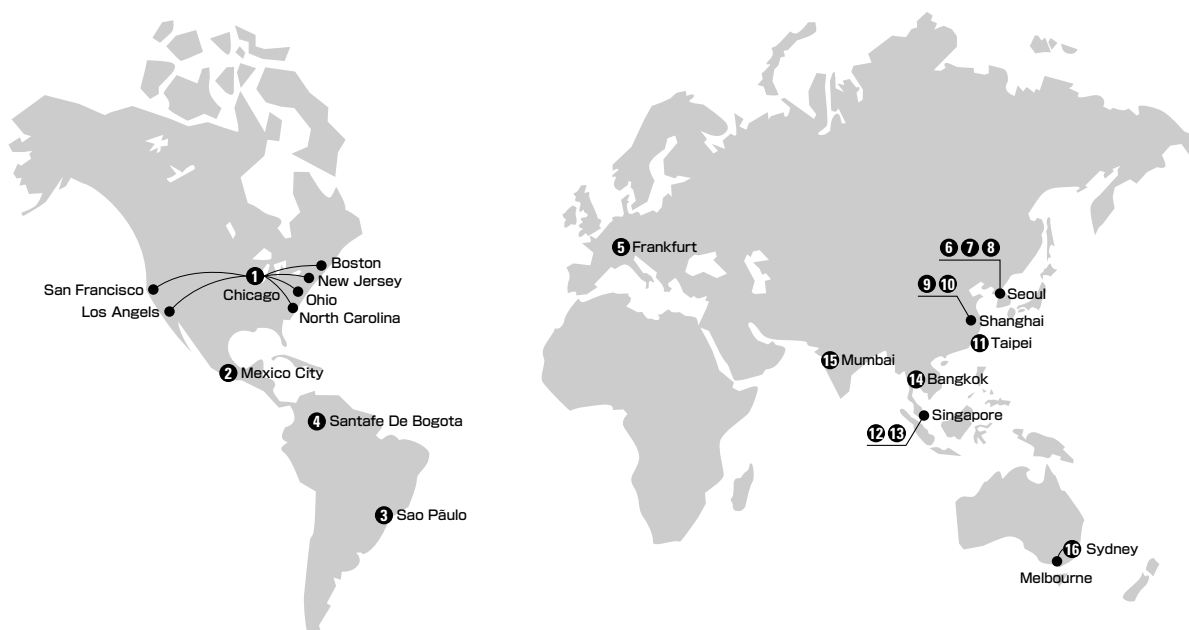 Boston
1
New Jersey
San Francisco
Chicago
Ohio
Los Angels
North Carolina
2 Mexico City
4 Santafe De Bogota
3 Sao Pãulo
5 Frankfurt
6 7 8
Seoul
9 10
Shanghai
11 Taipei
15 Mumbai
14 Bangkok
Singapore
12 13
16 Sydney
Melbourne